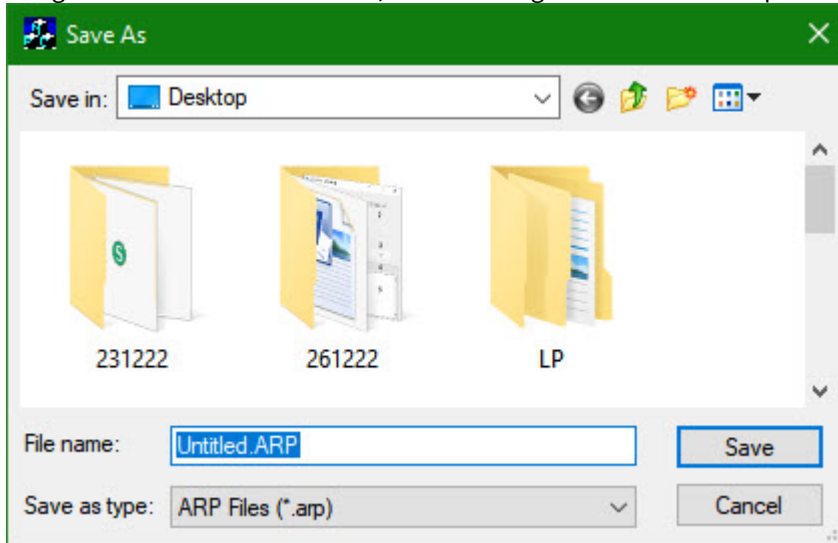 Save As
Save in: Desktop
231222 261222 LP
File name: Untitled.ARP Save
Save as type: ARP Files (*.arp) Cancel